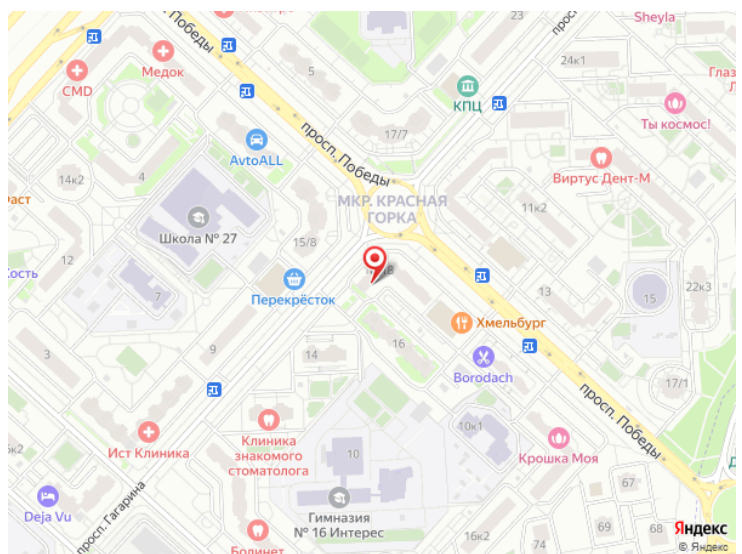 Sheyla
23
24к1
5
CMD
Медок
КПЦ
Ты космос!
17/7
просп. Победы
AvtoALL
Виртус Дент-М
14к2
4
МКР. КРАСНАЯ
ГОРКА
11к2
Школа № 27
15/8
12
7
Перекрёсток
13
15
22к3
Хмельбург
3
9
14
16
Borodach
17/1
просп. Победы
10к1
Ист Клиника
Клиника
знакомого
стоматолога
10
Крошка Моя
67
просп. Гагарина
Deja Vu
Гимназия
№ 16 Интерес
16к2
69
68
70
Яндекс
© Яндекс